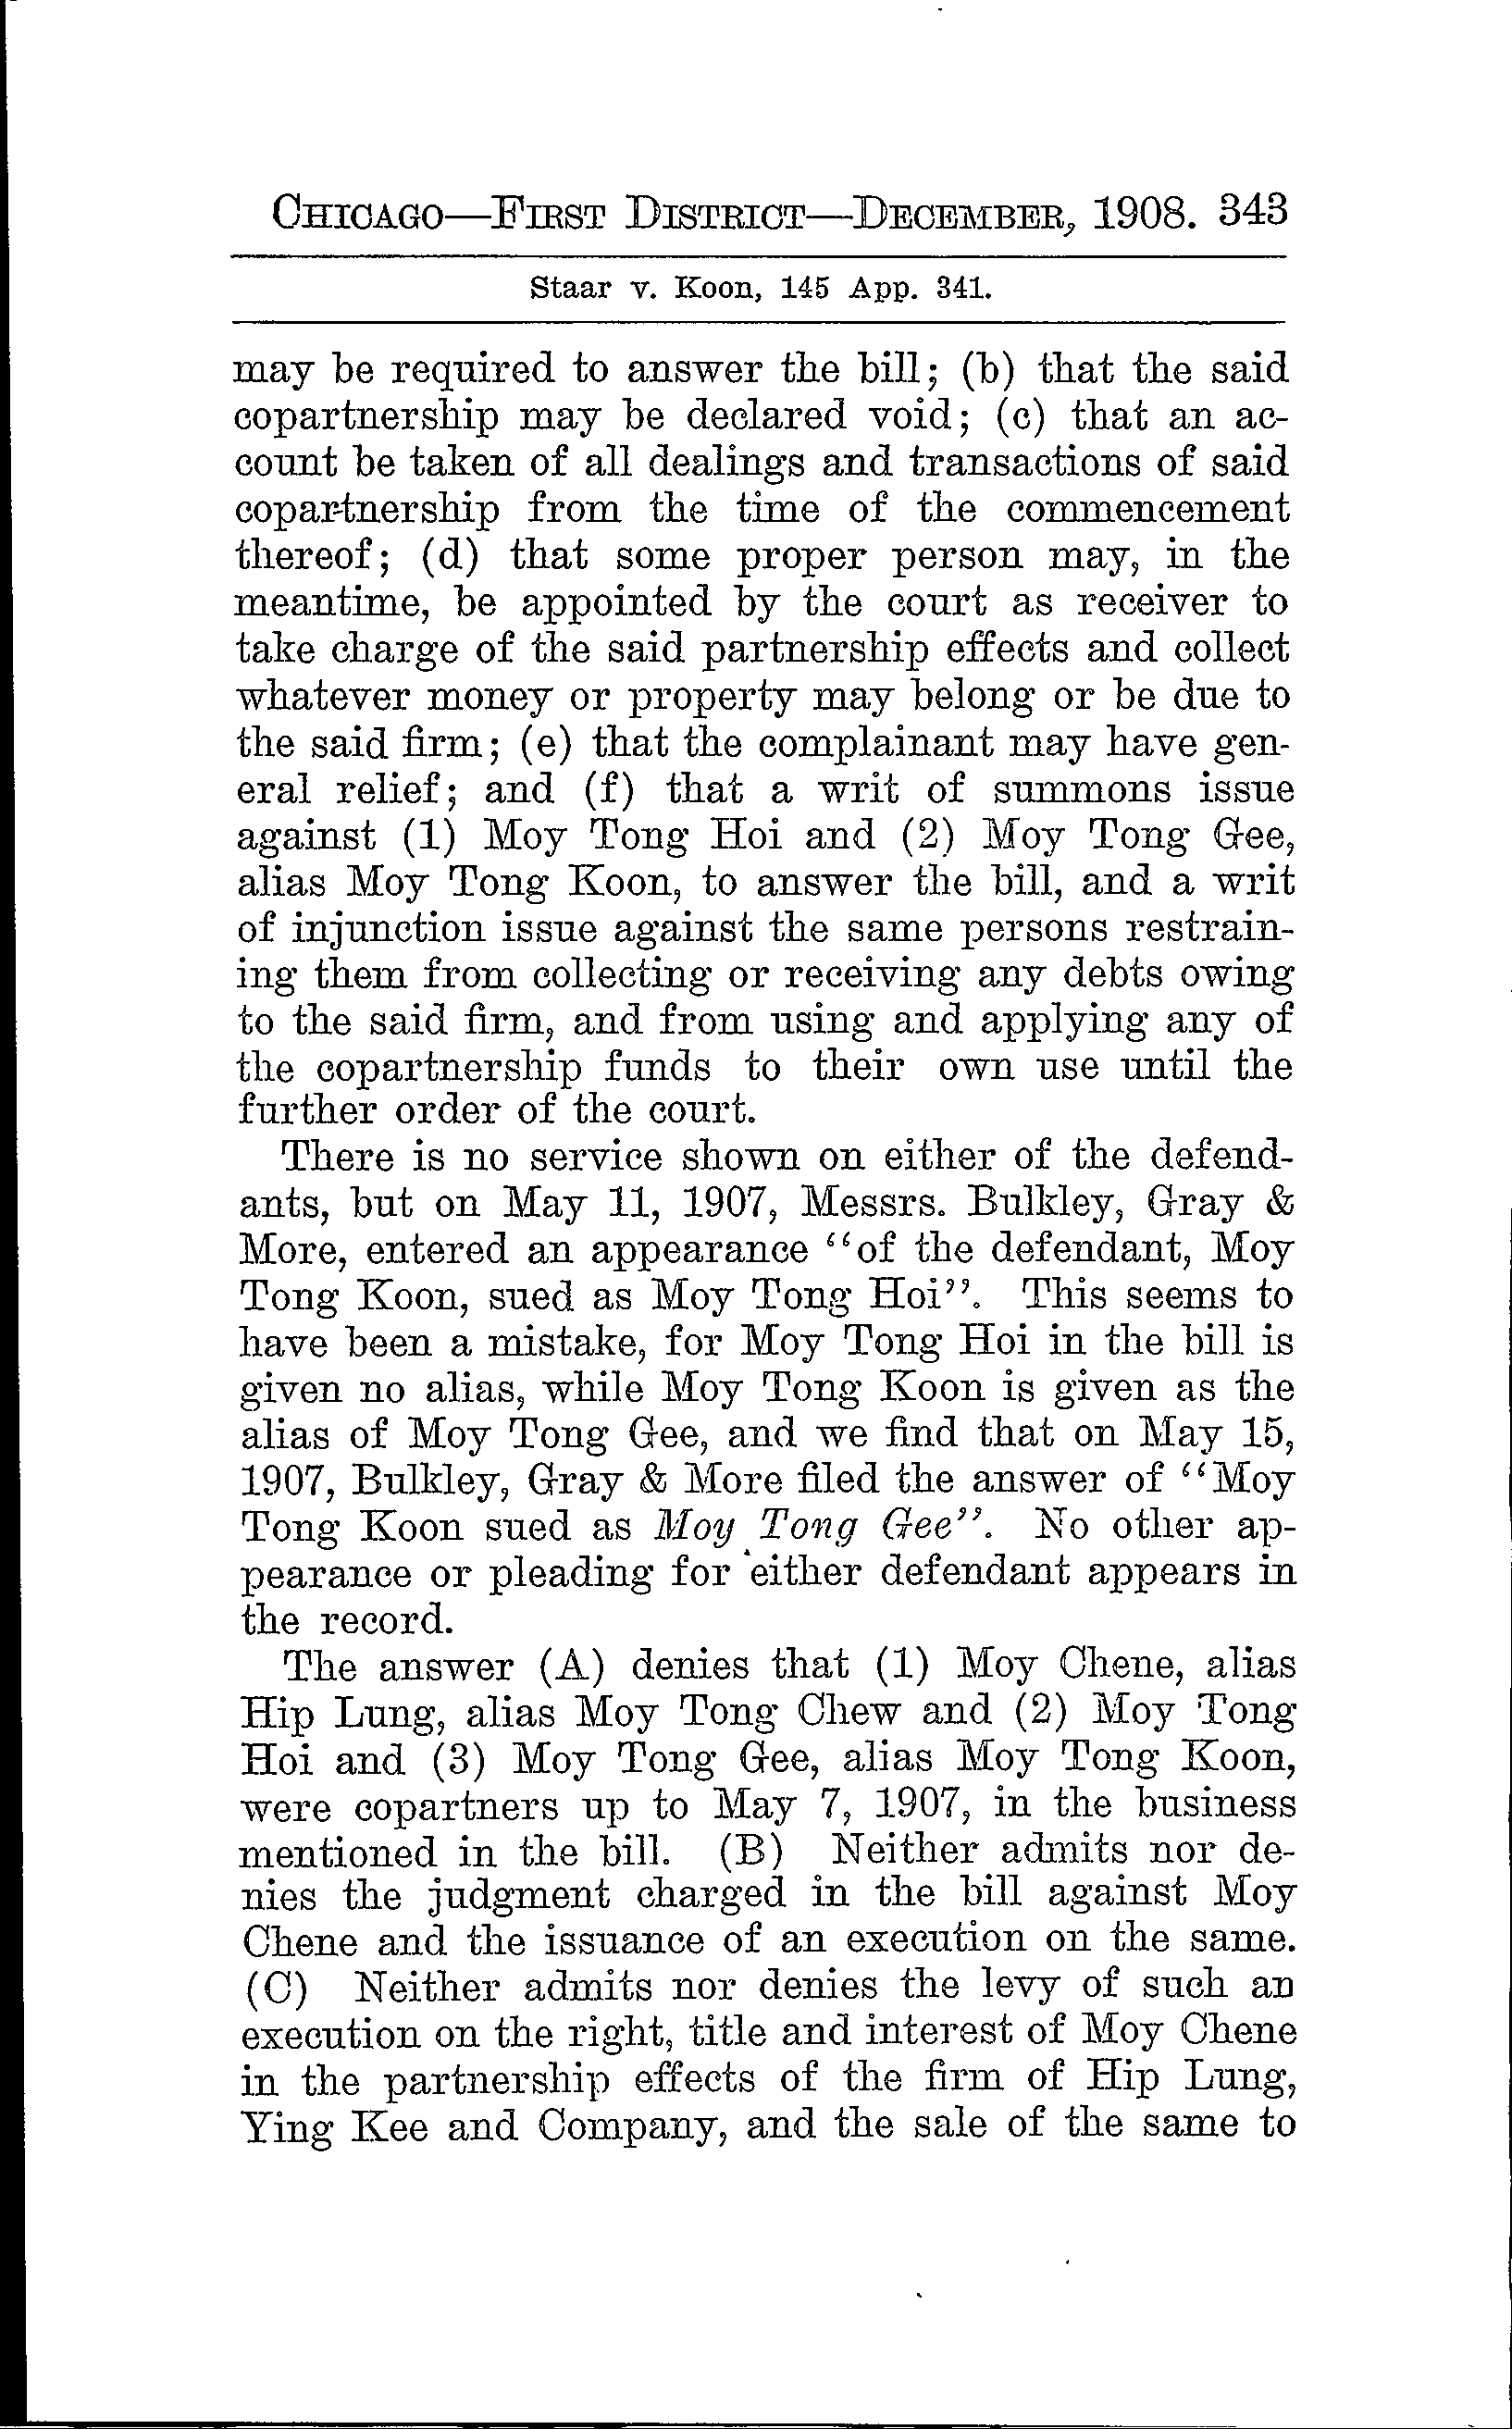 CHICAGO—FIRST DISTRICT—DECEMBER, 1908. 343
Staar v. Koon, 145 App. 341.
may be required to answer the bill; (b) that the said
copartnership may be declared void; (c) that an ac-
count be taken of all dealings and transactions of said
copartnership from the time of the commencement
thereof; (d) that some proper person may, in the
meantime, be appointed by the court as receiver to
take charge of the said partnership effects and collect
whatever money or property may belong or be due to
the said firm; (e) that the complainant may have gen-
eral relief; and (f) that a writ of summons issue
against (1) Moy Tong Hoi and (2) Moy Tong Gee,
alias Moy Tong Koon, to answer the bill, and a writ
of injunction issue against the same persons restrain-
ing them from collecting or receiving any debts owing
to the said firm, and from using and applying any of
the copartnership funds to their own use until the
further order of the court.
There is no service shown on either of the defend-
ants, but on May 11, 1907, Messrs. Bulkley, Gray &
More, entered an appearance “of the defendant, Moy
Tong Koon, sued as Moy Tong Hoi”. This seems to
have been a mistake, for Moy Tong Hoi in the bill is
given no alias, while Moy Tong Koon is given as the
alias of Moy Tong Gee, and we find that on May 15,
1907, Bulkley, Gray & More filed the answer of “Moy
Tong Koon sued as Moy Tong Gee”. No other ap-
pearance or pleading for either defendant appears in
the record.
The answer (A) denies that (1) Moy Chene, alias
Hip Lung, alias Moy Tong Chew and (2) Moy Tong
Hoi and (3) Moy Tong Gee, alias Moy Tong Koon,
were copartners up to May 7, 1907, in the business
mentioned in the bill. (B) Neither admits nor de-
nies the judgment charged in the bill against Moy
Chene and the issuance of an execution on the same.
(C) Neither admits nor denies the levy of such an
execution on the right, title and interest of Moy Chene
in the partnership effects of the firm of Hip Lung,
Ying Kee and Company, and the sale of the same to